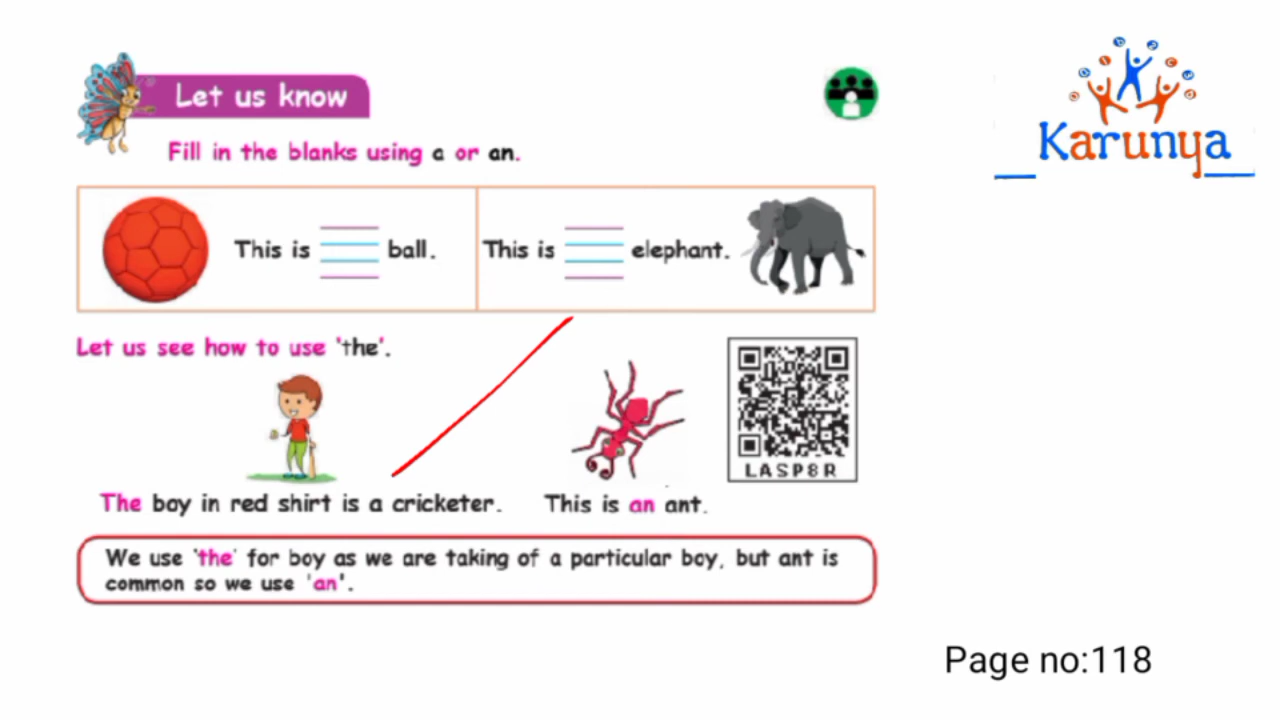 Let us know
Fill in the blanks using a or an.
This is ball.
This is elephant.
Let us see how to use 'the'.
LASP8R
The boy in red shirt is a cricketer.
This is an ant.
We use 'the' for boy as we are taking of a particular boy, but ant is
common so we use 'an'.
Karunya
Page no:118